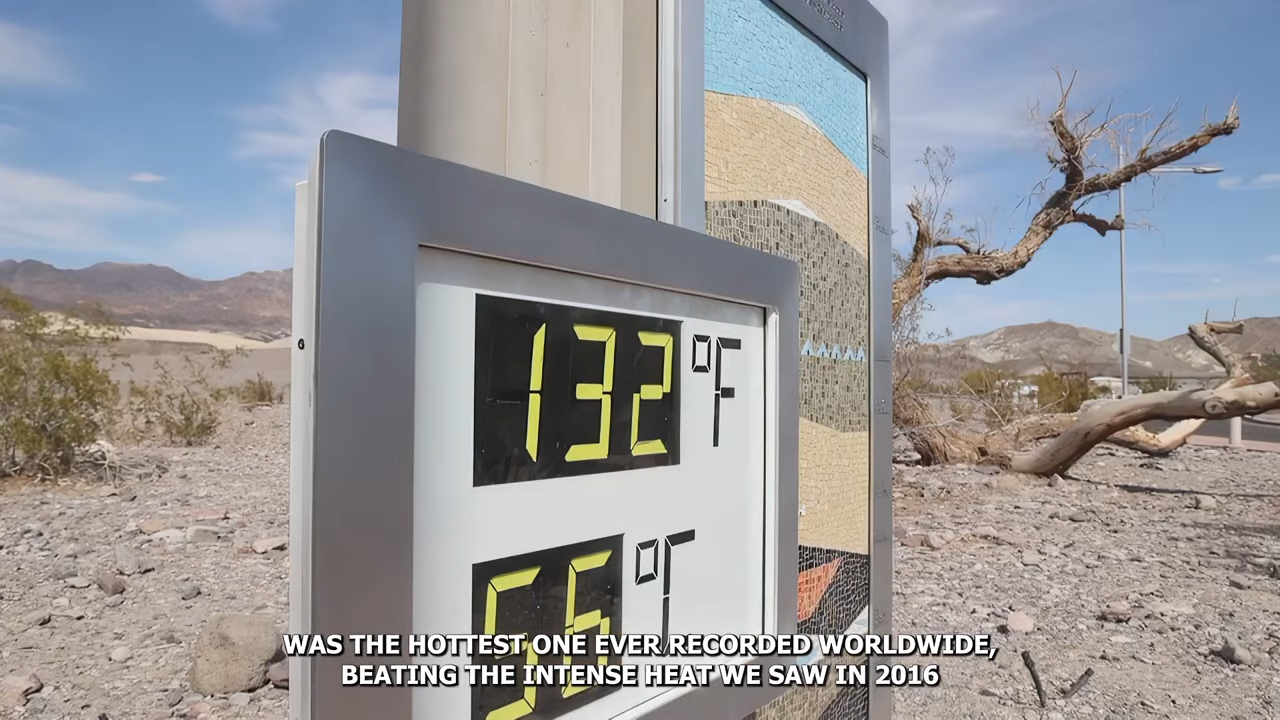 132 °F
56 °C
WAS THE HOTTEST ONE EVER RECORDED WORLDWIDE,
BEATING THE INTENSE HEAT WE SAW IN 2016